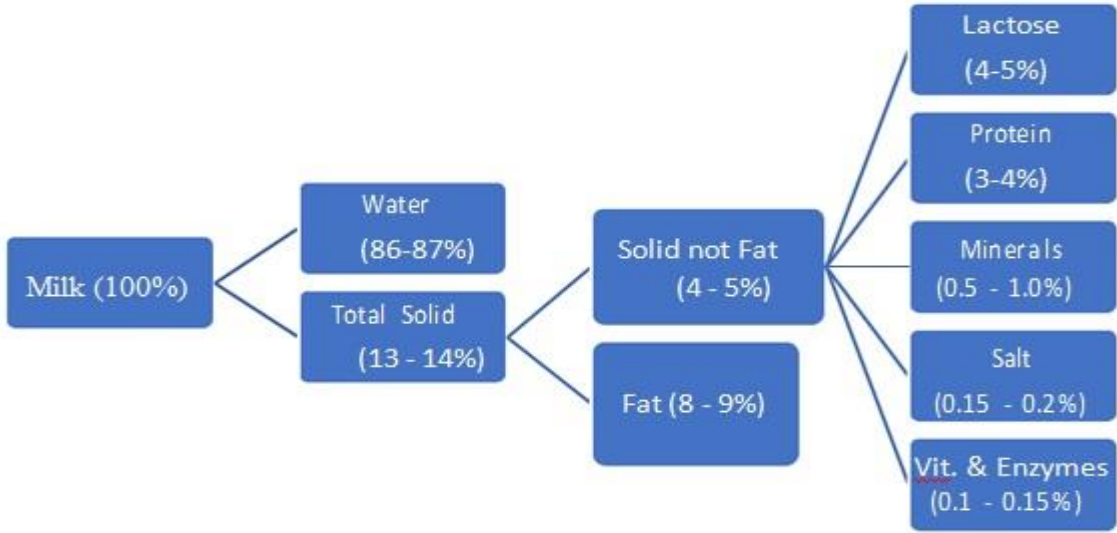 Milk (100%)
Water
(86-87%)
Total Solid
(13 - 14%)
Solid not Fat
(4 - 5%)
Fat (8 - 9%)
Lactose
(4-5%)
Protein
(3-4%)
Minerals
(0.5 - 1.0%)
Salt
(0.15 - 0.2%)
Vit. & Enzymes
(0.1 - 0.15%)